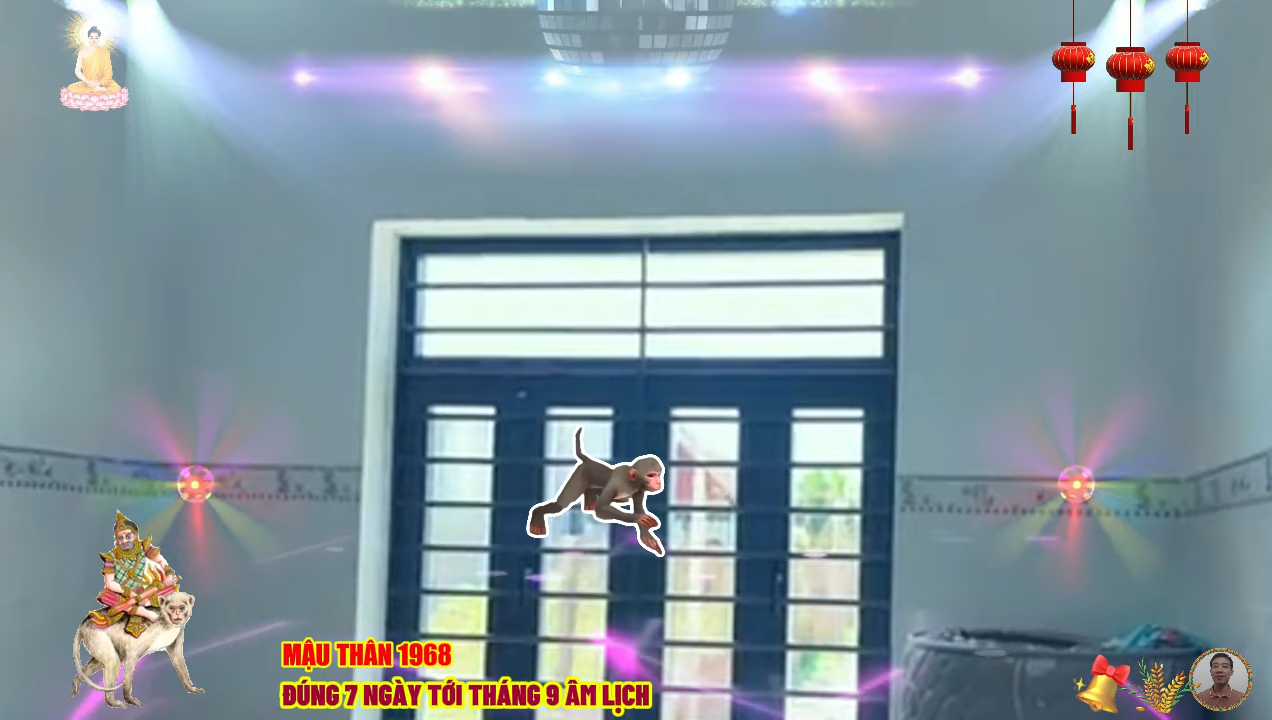 MẬU THÂN 1968
ĐÚNG 7 NGÀY TỚI THÁNG 9 ÂM LỊCH